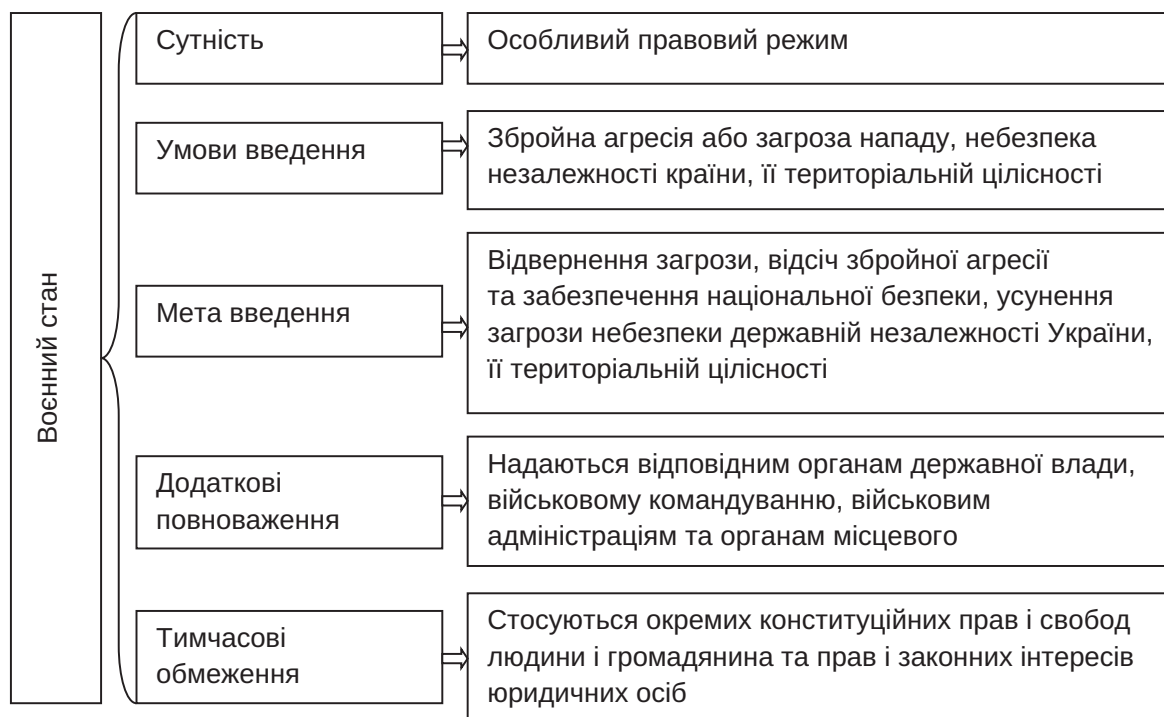 Воєнний стан
Сутність
Особливий правовий режим
Умови введення
Збройна агресія або загроза нападу, небезпека
незалежності країни, її територіальній цілісності
Мета введення
Відвернення загрози, відсіч збройної агресії
та забезпечення національної безпеки, усунення
загрози небезпеки державній незалежності України,
її територіальній цілісності
Додаткові
повноваження
Надаються відповідним органам державної влади,
військовому командуванню, військовим
адміністраціям та органам місцевого
Тимчасові
обмеження
Стосуються окремих конституційних прав і свобод
людини і громадянина та прав і законних інтересів
юридичних осіб